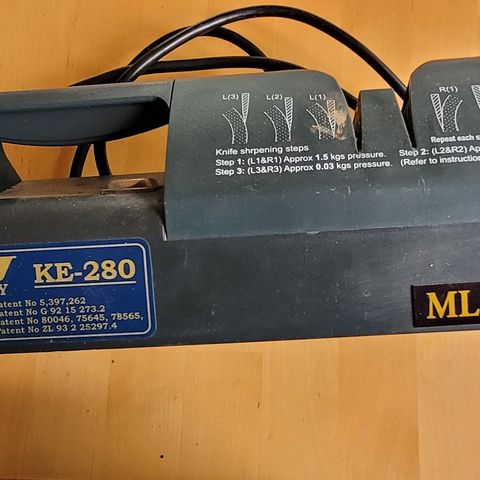 L(3) L(2) L(1) R(1)
Knife shrpening steps
Step 1: (L1&R1) Approx 1.5 kgs pressure. Step 2: (L2&R2) Approx
Step 3: (L3&R3) Approx 0.03 kgs pressure. (Refer to instruction
Repeat each s
Y
KE-280
atent No 5,397,262
atent No G 92 15 273.2
atent No 80046, 75645, 78565,
atent No ZL 93 2 25297.4
ML